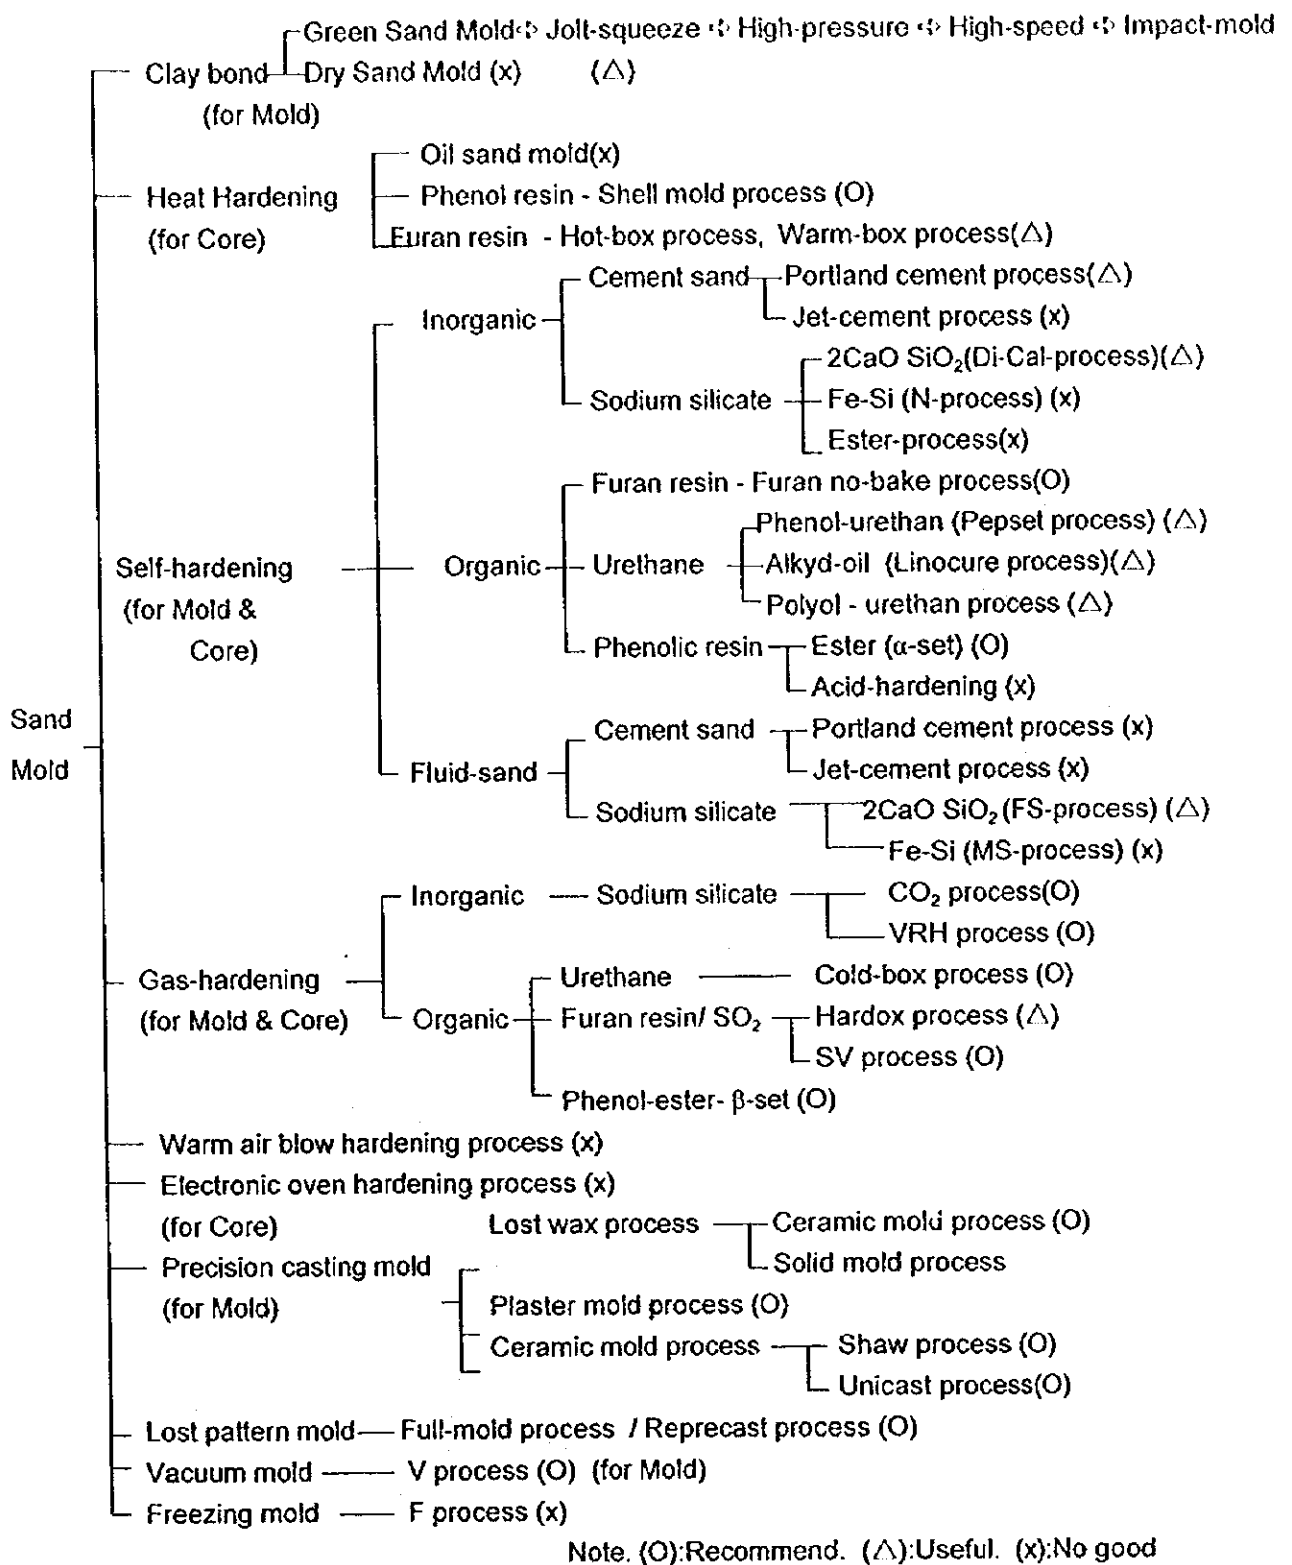 Green Sand Mold ⟨·⟩ Jolt-squeeze ⟨·⟩ High-pressure ⟨·⟩ High-speed ⟨·⟩ Impact-mold
Clay bond Dry Sand Mold (x) (△)
(for Mold)
Oil sand mold(x)
Heat Hardening Phenol resin - Shell mold process (O)
(for Core) Euran resin - Hot-box process, Warm-box process(△)
Cement sand Portland cement process(△)
Inorganic Jet-cement process (x)
2CaO SiO₂(Di-Cal-process)(△)
Sodium silicate Fe-Si (N-process) (x)
Ester-process(x)
Furan resin - Furan no-bake process(O)
Phenol-urethan (Pepset process) (△)
Self-hardening Organic Urethane Alkyd-oil (Linocure process)(△)
(for Mold & Polyol - urethan process (△)
Core) Phenolic resin Ester (α-set) (O)
Acid-hardening (x)
Sand Cement sand Portland cement process (x)
Mold Fluid-sand Jet-cement process (x)
Sodium silicate 2CaO SiO₂ (FS-process) (△)
Fe-Si (MS-process) (x)
Inorganic Sodium silicate CO₂ process(O)
VRH process (O)
Gas-hardening Urethane Cold-box process (O)
(for Mold & Core) Organic Furan resin/ SO₂ Hardox process (△)
SV process (O)
Phenol-ester- β-set (O)
Warm air blow hardening process (x)
Electronic oven hardening process (x)
(for Core) Lost wax process Ceramic mold process (O)
Precision casting mold Solid mold process
(for Mold) Plaster mold process (O)
Ceramic mold process Shaw process (O)
Unicast process(O)
Lost pattern mold Full-mold process / Reprecast process (O)
Vacuum mold V process (O) (for Mold)
Freezing mold F process (x)
Note. (O):Recommend. (△):Useful. (x):No good